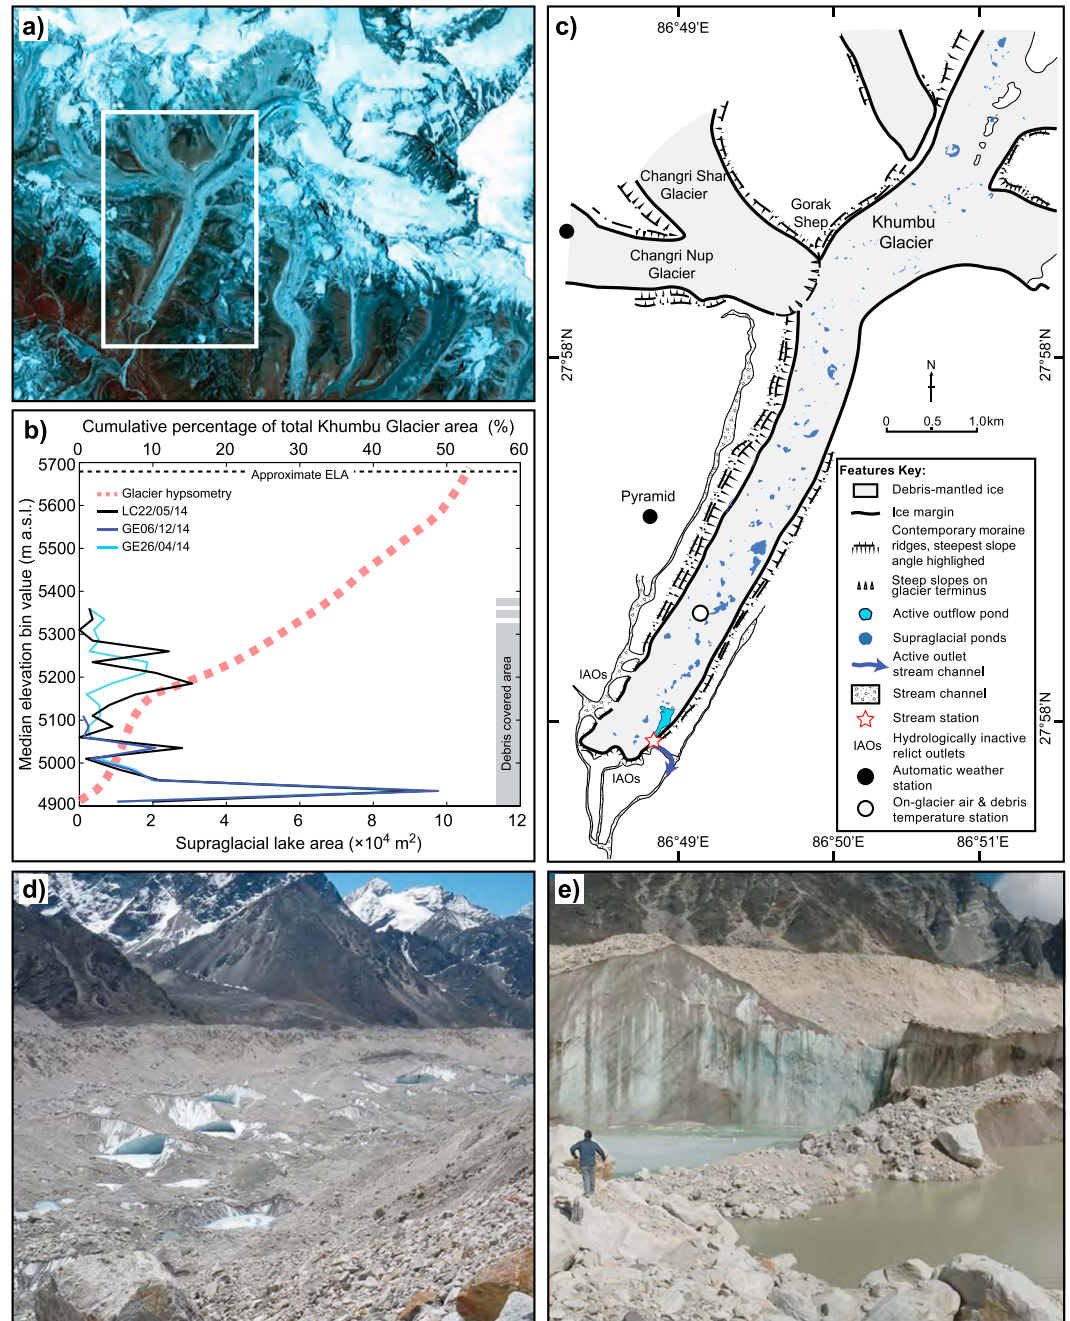 a)
b)
Cumulative percentage of total Khumbu Glacier area (%)
0 10 20 30 40 50 60
5700
5600
5500
5400
5300
5200
5100
5000
4900
Median elevation bin value (m a.s.l.)
Approximate ELA
Glacier hypsometry
LC22/05/14
GE06/12/14
GE26/04/14
Debris covered area
0 2 4 6 8 10 12
Supraglacial lake area (×10⁴ m²)
c)
86°49'E
Changri Shar
Glacier
Gorak
Shep
Khumbu
Glacier
Changri Nup
Glacier
27°58'N
27°58'N
N
0 0.5 1.0km
Pyramid
IAOs
IAOs
27°58'N
Features Key:
Debris-mantled ice
Ice margin
Contemporary moraine
ridges, steepest slope
angle highlighed
Steep slopes on
glacier terminus
Active outflow pond
Supraglacial ponds
Active outlet
stream channel
Stream channel
Stream station
IAOs Hydrologically inactive
relict outlets
Automatic weather
station
On-glacier air & debris
temperature station
86°49'E 86°50'E 86°51'E
d)
e)